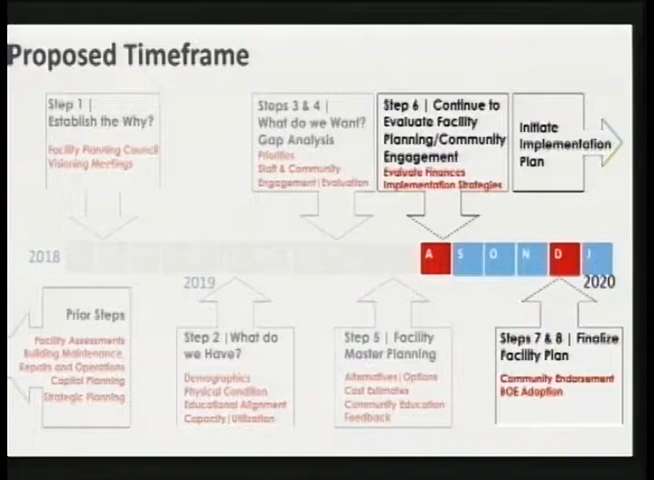 Proposed Timeframe
Step 1 |
Establish the Why?
Facility Planning Council
Visioning Meetings
Steps 3 & 4 |
What do we Want?
Gap Analysis
Priorities
Staff & Community
Engagement | Evaluation
Step 6 | Continue to
Evaluate Facility
Planning/Community
Engagement
Evaluate Finances
Implementation Strategies
Initiate
Implementation
Plan
2018
A S O N D J
2019
2020
Prior Steps
Facility Assessments
Building Maintenance,
Repairs and Operations
Capital Planning
Strategic Planning
Step 2 | What do
we Have?
Demographics
Physical Condition
Educational Alignment
Capacity | Utilization
Step 5 | Facility
Master Planning
Alternatives | Options
Cost Estimates
Community Education
Feedback
Steps 7 & 8 | Finalize
Facility Plan
Community Endorsement
BOE Adoption